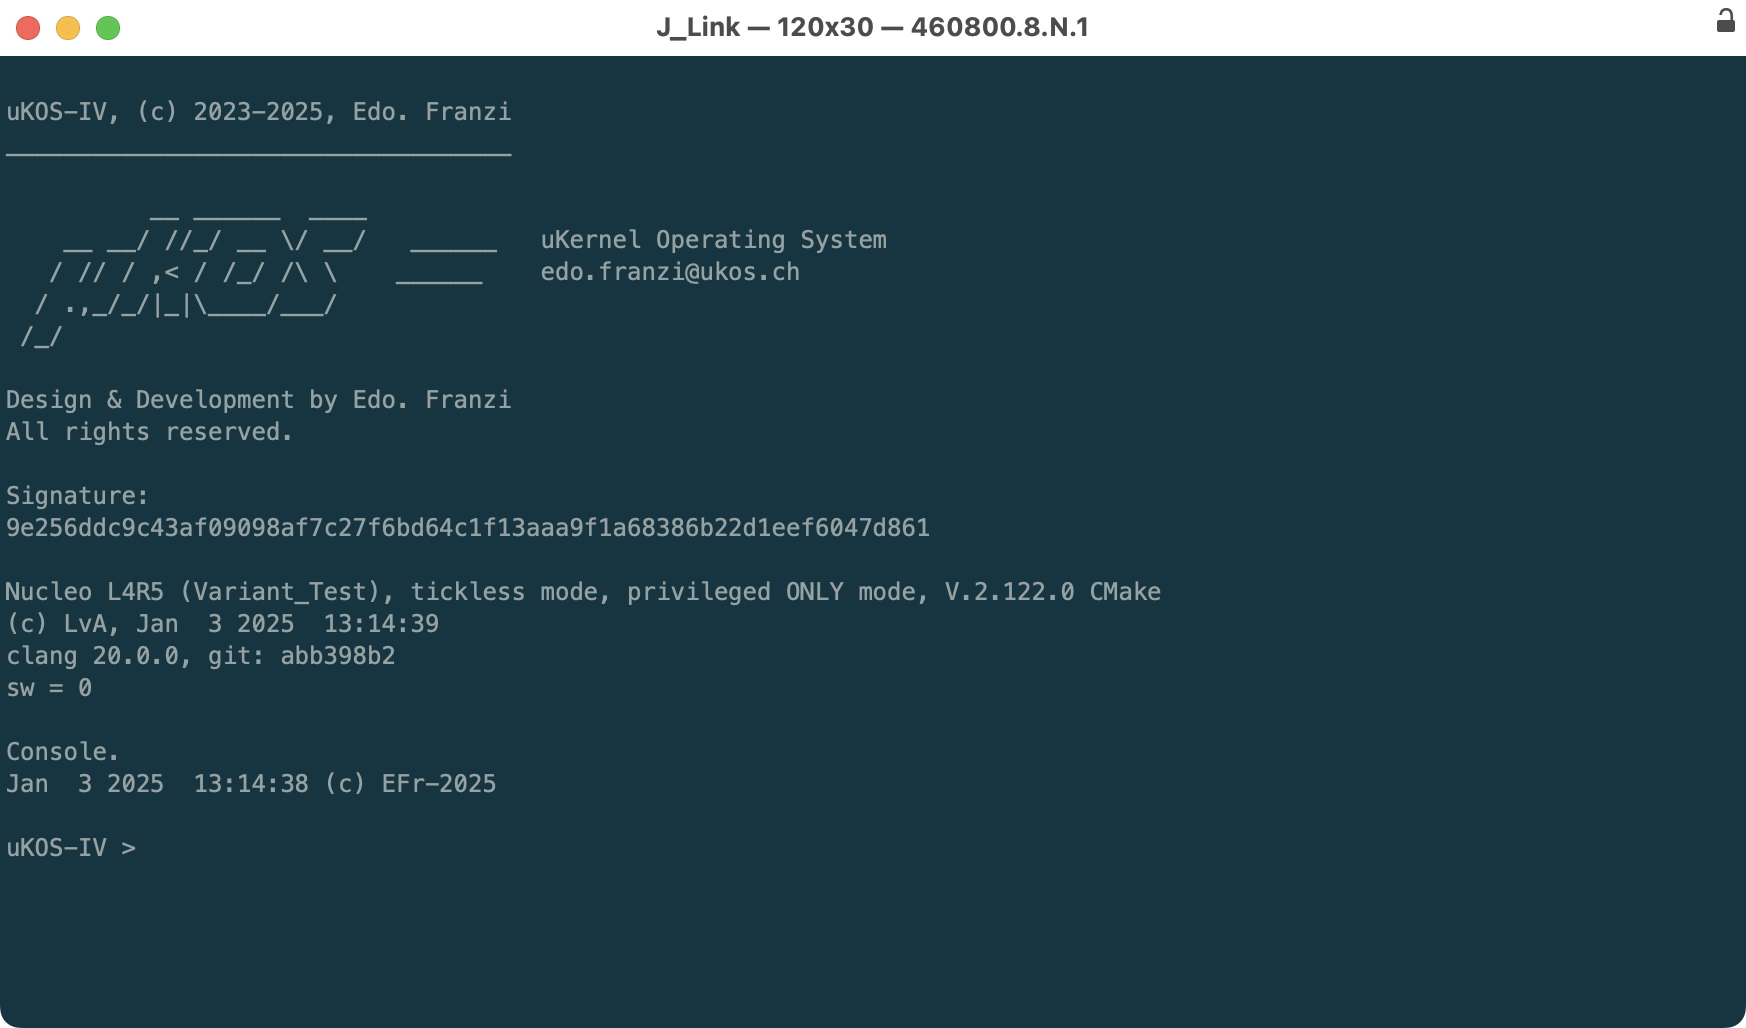 J_Link — 120x30 — 460800.8.N.1
uKOS-IV, (c) 2023-2025, Edo. Franzi
___________________________________
          __ ______  ____
    __ __/ //_/ __ \/ __/   ______   uKernel Operating System
   / // / ,< / /_/ /\ \    ______    edo.franzi@ukos.ch
  / .,_/_/|_|\____/___/
 /_/
Design & Development by Edo. Franzi
All rights reserved.
Signature:
9e256ddc9c43af09098af7c27f6bd64c1f13aaa9f1a68386b22d1eef6047d861
Nucleo L4R5 (Variant_Test), tickless mode, privileged ONLY mode, V.2.122.0 CMake
(c) LvA, Jan  3 2025  13:14:39
clang 20.0.0, git: abb398b2
sw = 0
Console.
Jan  3 2025  13:14:38 (c) EFr-2025
uKOS-IV >